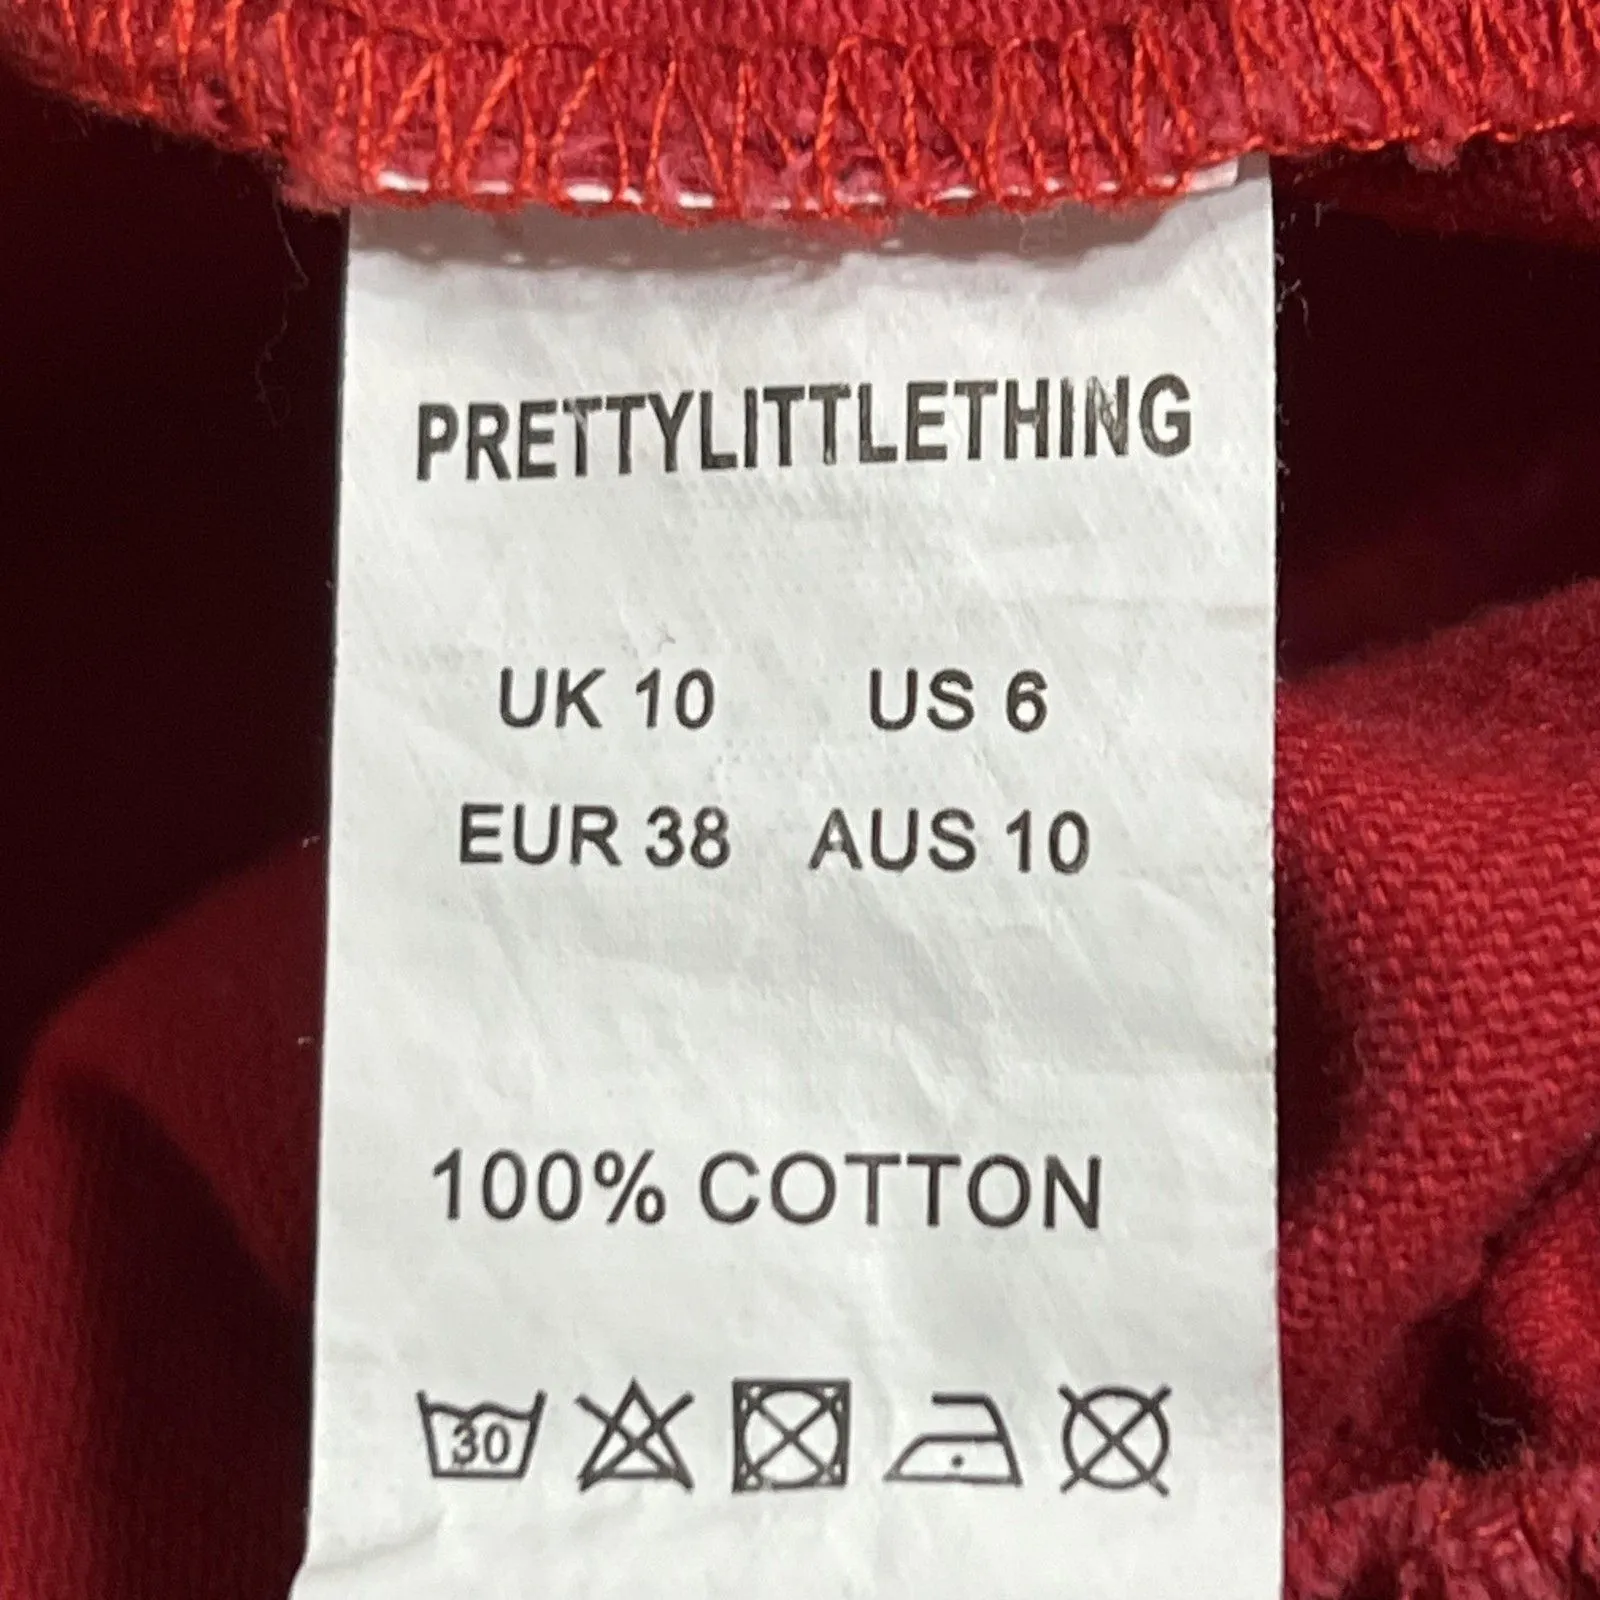 PRETTYLITTLETHING
UK 10 US 6
EUR 38 AUS 10
100% COTTON
30